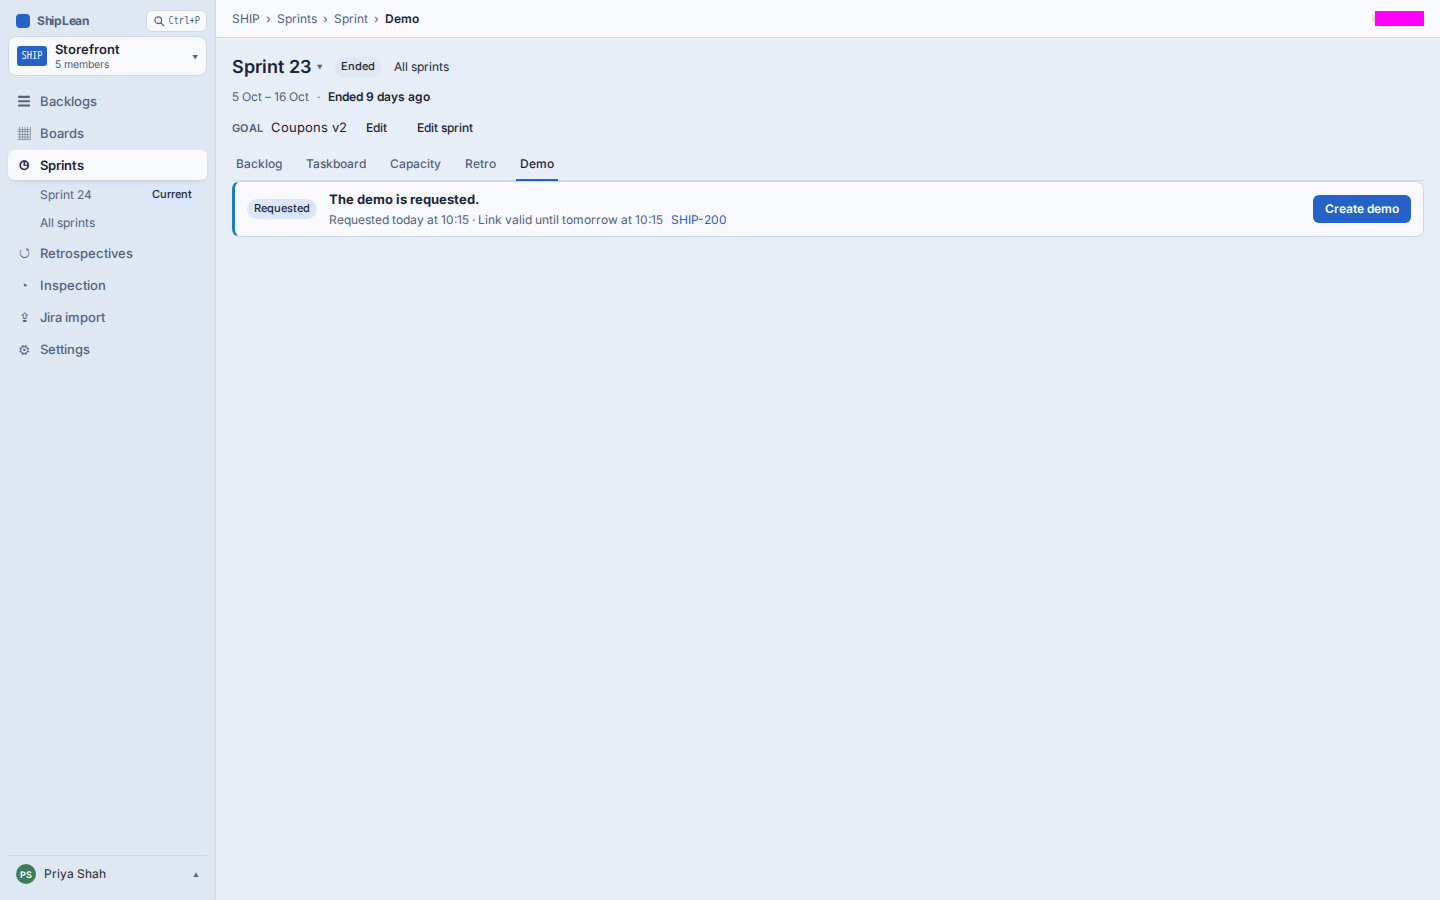 ShipLean
Ctrl+P
SHIP
Storefront
5 members
Backlogs
Boards
Sprints
Sprint 24
Current
All sprints
Retrospectives
Inspection
Jira import
Settings
PS
Priya Shah
SHIP › Sprints › Sprint › Demo
Sprint 23
Ended
All sprints
5 Oct – 16 Oct · Ended 9 days ago
GOAL Coupons v2
Edit
Edit sprint
Backlog
Taskboard
Capacity
Retro
Demo
Requested
The demo is requested.
Requested today at 10:15 · Link valid until tomorrow at 10:15 SHIP-200
Create demo